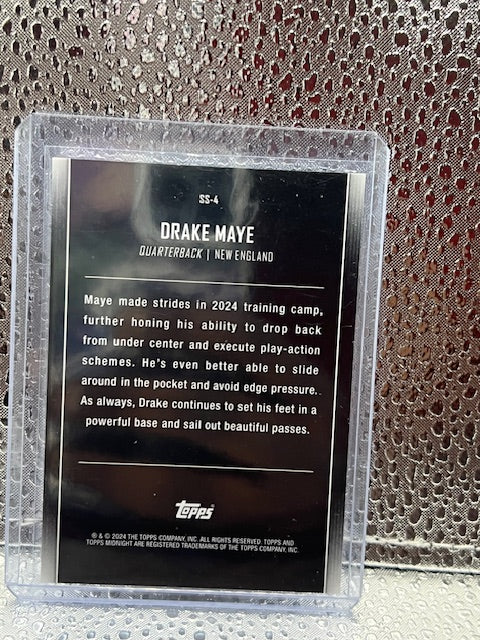 SS-4
DRAKE MAYE
QUARTERBACK | NEW ENGLAND
Maye made strides in 2024 training camp,
further honing his ability to drop back
from under center and execute play-action
schemes. He's even better able to slide
around in the pocket and avoid edge pressure.
As always, Drake continues to set his feet in a
powerful base and sail out beautiful passes.
topps
® & © 2024 THE TOPPS COMPANY, INC. ALL RIGHTS RESERVED. TOPPS AND
TOPPS MIDNIGHT ARE REGISTERED TRADEMARKS OF THE TOPPS COMPANY, INC.